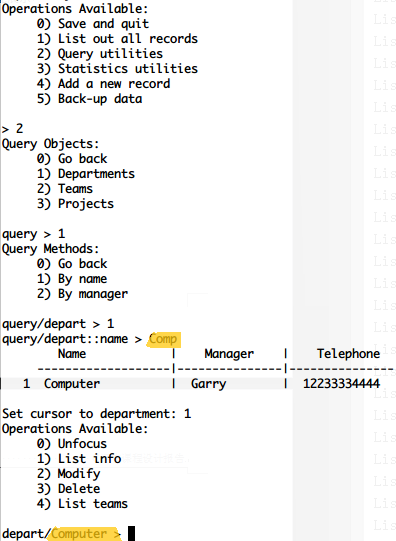 Operations Available:
0) Save and quit
1) List out all records
2) Query utilities
3) Statistics utilities
4) Add a new record
5) Back-up data
> 2
Query Objects:
0) Go back
1) Departments
2) Teams
3) Projects
query > 1
Query Methods:
0) Go back
1) By name
2) By manager
query/depart > 1
query/depart::name > Comp
Name | Manager | Telephone
-------------------|---------------|--------------
1 Computer | Garry | 12233334444
Set cursor to department: 1
Operations Available:
0) Unfocus
1) List info
2) Modify
3) Delete
4) List teams
depart/Computer >